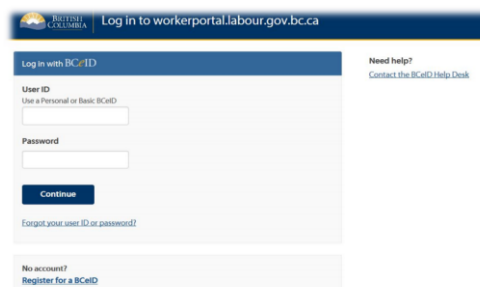 BRITISH
COLUMBIA
Log in to workerportal.labour.gov.bc.ca
Log in with BCeID
Need help?
Contact the BCeID Help Desk
User ID
Use a Personal or Basic BCeID
Password
Continue
Forgot your user ID or password?
No account?
Register for a BCeID